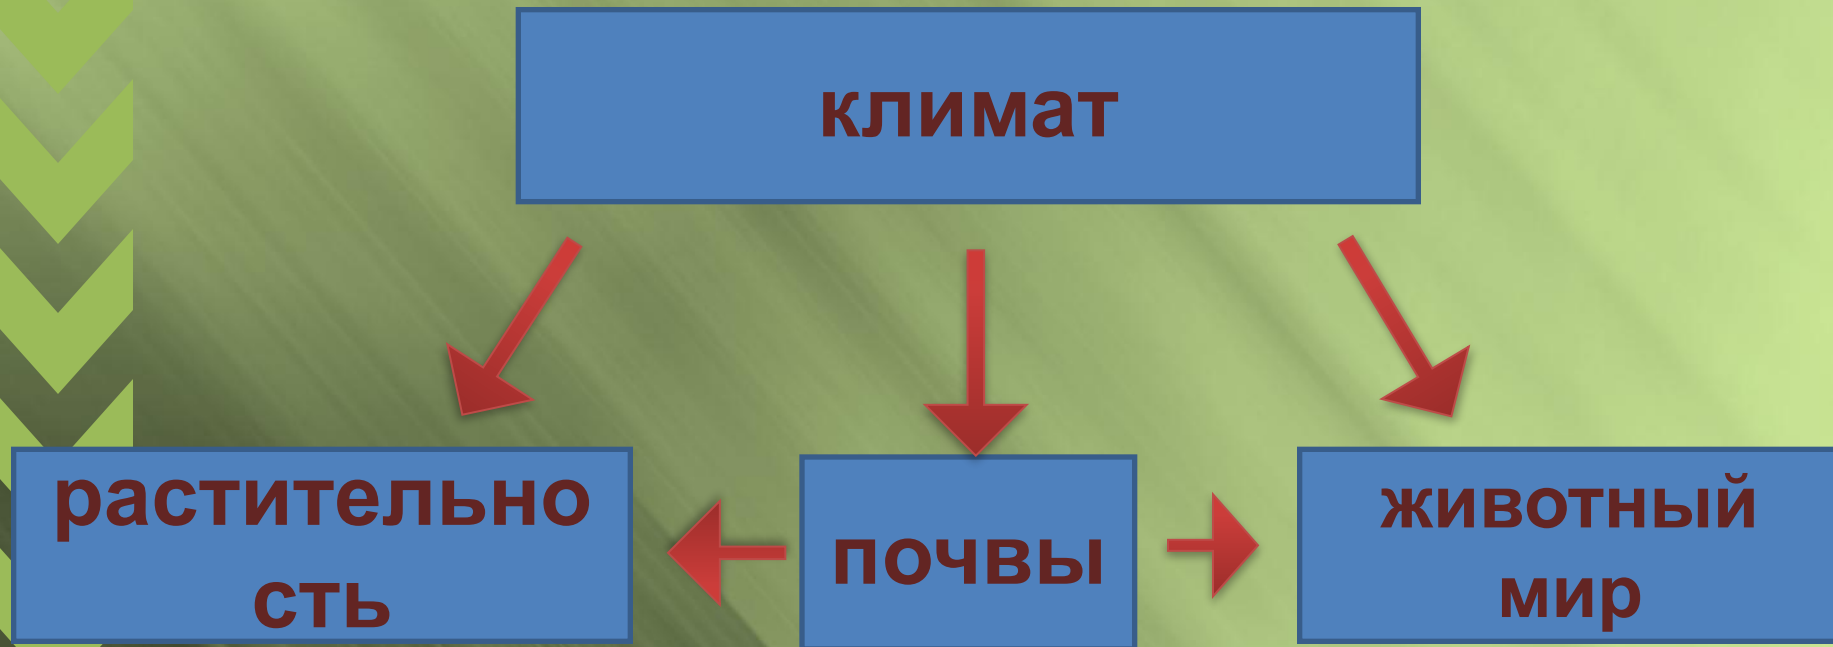 климат
растительно
сть
почвы
животный
мир